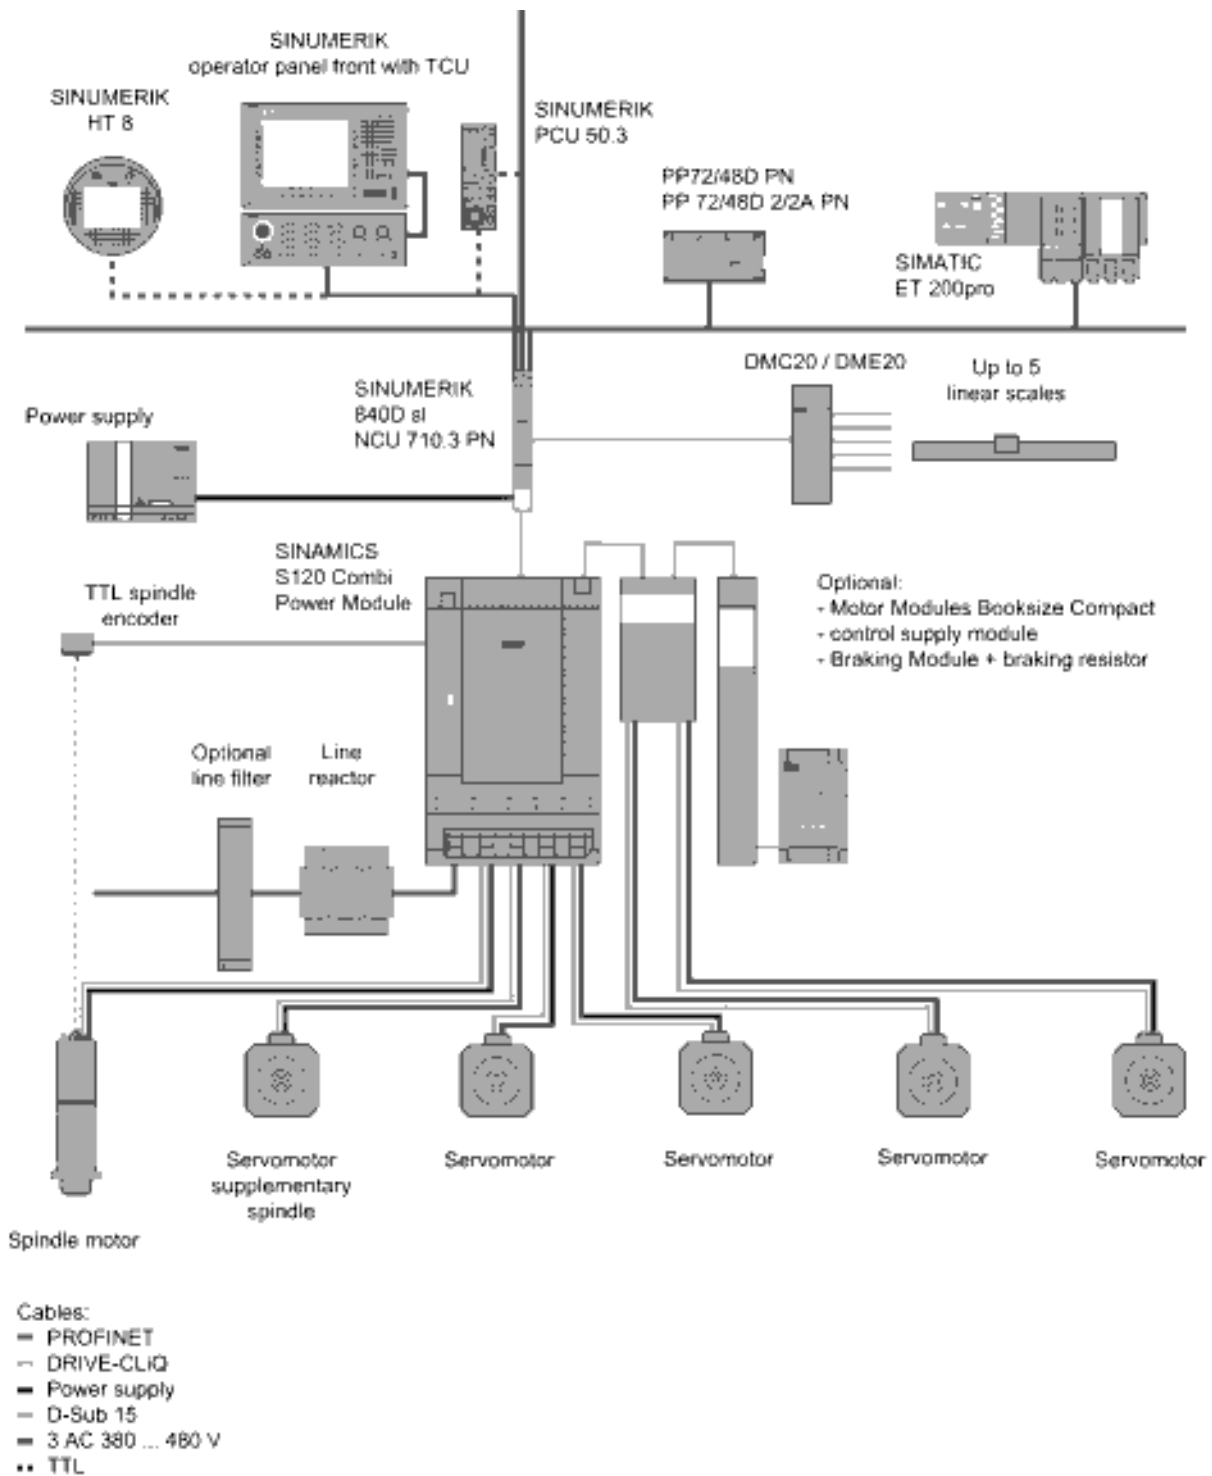 SINUMERIK
operator panel front with TCU
SINUMERIK
HT 8
SINUMERIK
PCU 50.3
PP72/48D PN
PP 72/48D 2/2A PN
SIMATIC
ET 200pro
DMC20 / DME20
Up to 5
linear scales
SINUMERIK
840D sl
NCU 710.3 PN
Power supply
SINAMICS
S120 Combi
Power Module
TTL spindle
encoder
Optional:
- Motor Modules Booksize Compact
- control supply module
- Braking Module + braking resistor
Optional
line filter
Line
reactor
Servomotor
supplementary
spindle
Servomotor
Servomotor
Servomotor
Servomotor
Spindle motor
Cables:
PROFINET
DRIVE-CLiQ
Power supply
D-Sub 15
3 AC 380 ... 480 V
TTL